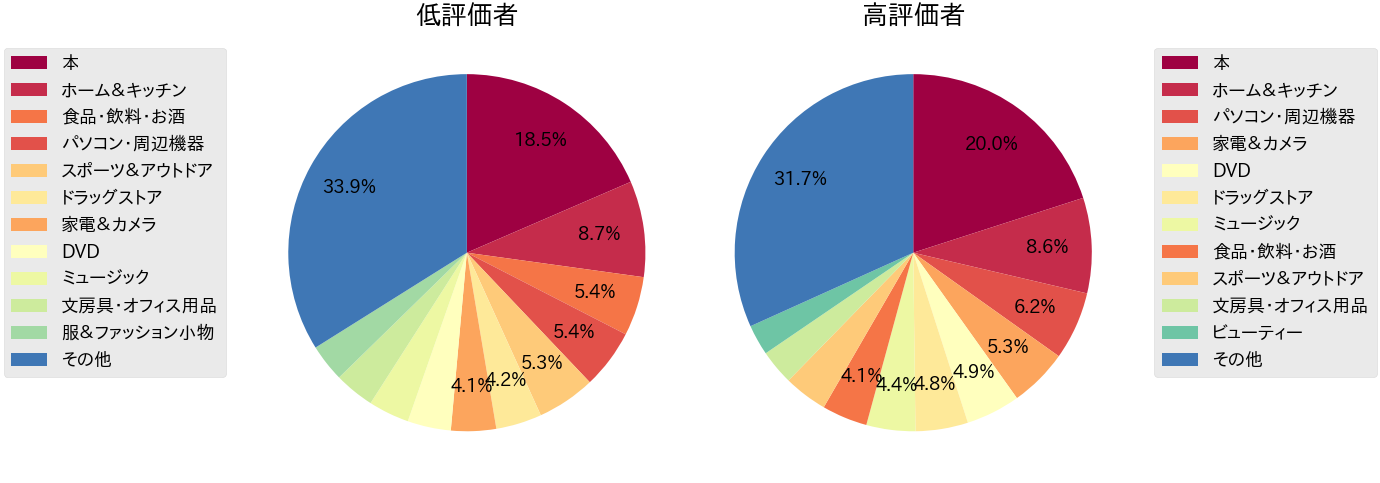 低評価者
高評価者
本
ホーム＆キッチン
食品・飲料・お酒
パソコン・周辺機器
スポーツ＆アウトドア
ドラッグストア
家電＆カメラ
DVD
ミュージック
文房具・オフィス用品
服＆ファッション小物
その他
18.5%
8.7%
5.4%
5.4%
5.3%
4.2%
4.1%
33.9%
20.0%
8.6%
6.2%
5.3%
4.9%
4.8%
4.4%
4.1%
31.7%
本
ホーム＆キッチン
パソコン・周辺機器
家電＆カメラ
DVD
ドラッグストア
ミュージック
食品・飲料・お酒
スポーツ＆アウトドア
文房具・オフィス用品
ビューティー
その他